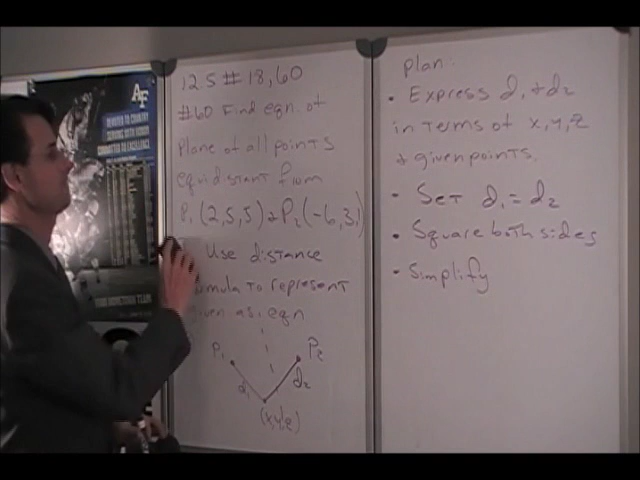 AF
12.5 # 18, 60
#60 Find eqn. of
plane of all points
equidistant from
P1 (2,5,5) + P2 (-6,3,1)
Use distance
formula to represent
given as eqn
P1 P2
d1 d2
(x,y,z)
plan:
• Express d1 + d2
in terms of x, y, z
+ given points.
• Set d1 = d2
• Square both sides
• Simplify